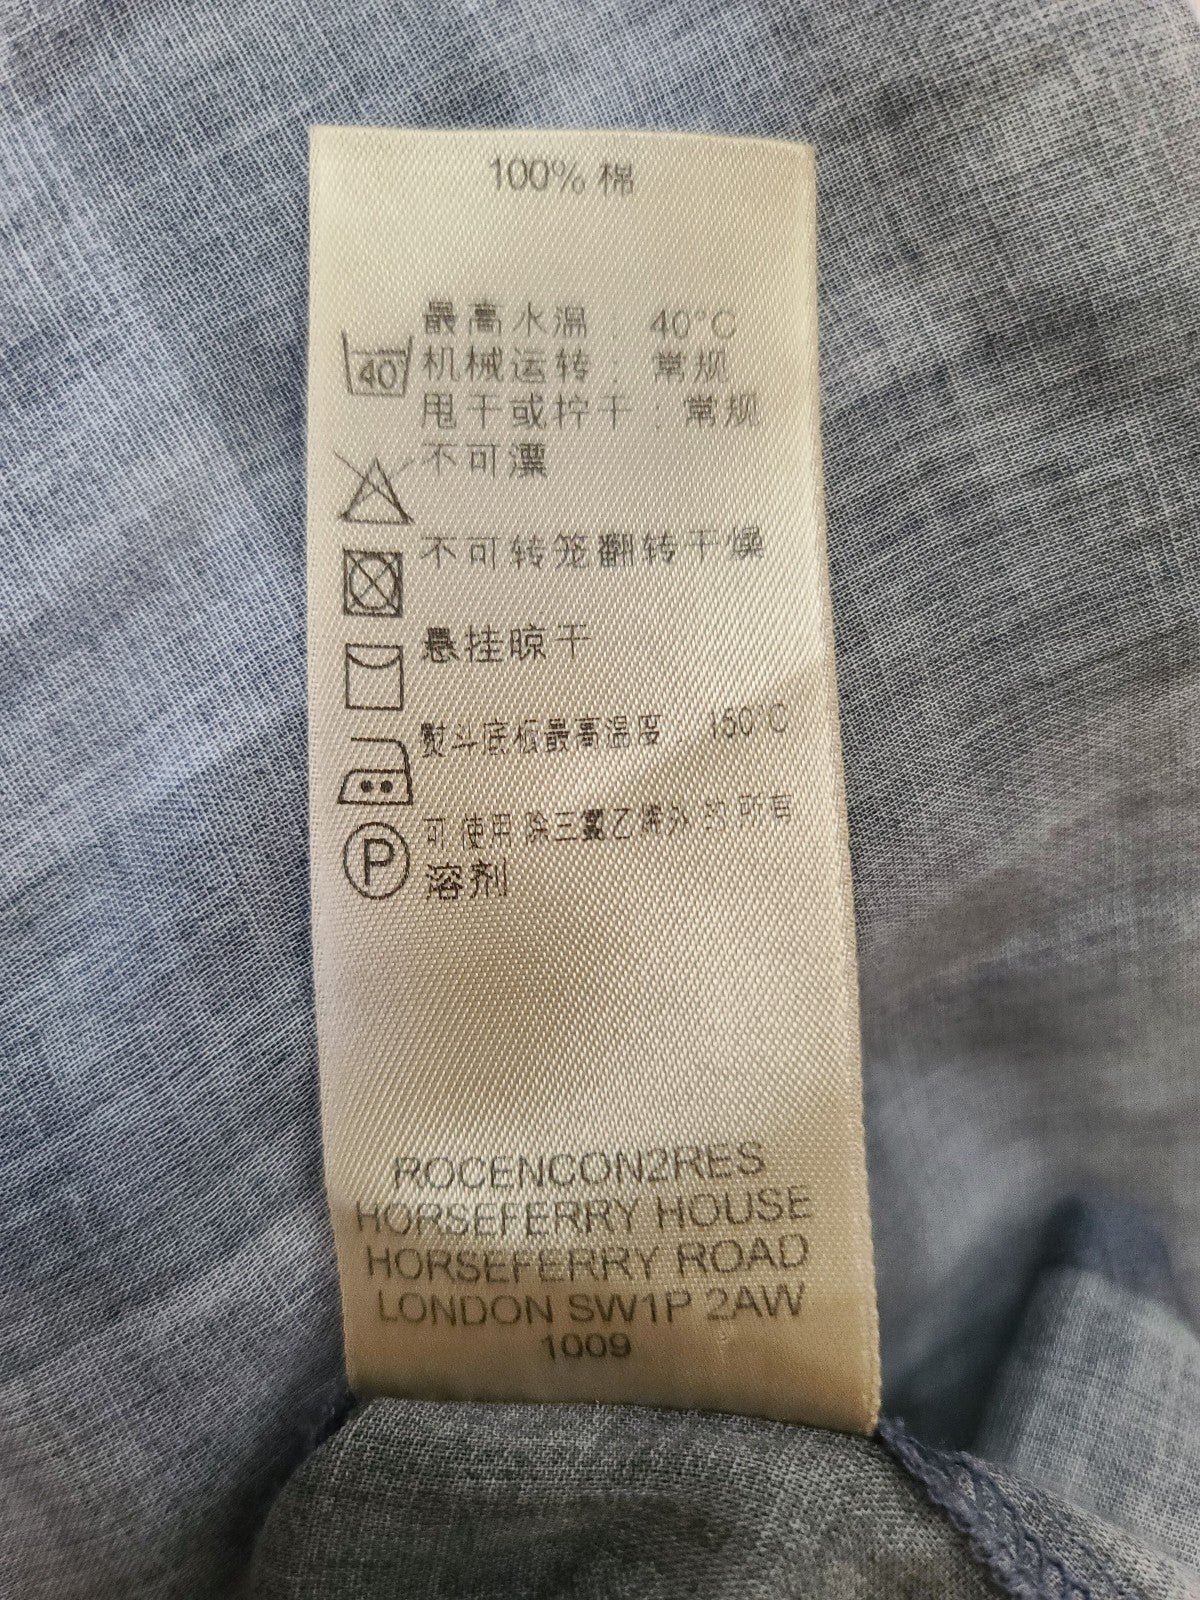 100% 棉
最高水温 : 40°C
40
机械运转 : 常规
甩干或拧干 : 常规
不可漂
不可转笼翻转干燥
悬挂晾干
熨斗底板最高温度 150°C
可使用除三氯乙烯外的所有
P
溶剂
ROCENCON2RES
HORSEFERRY HOUSE
HORSEFERRY ROAD
LONDON SW1P 2AW
1009